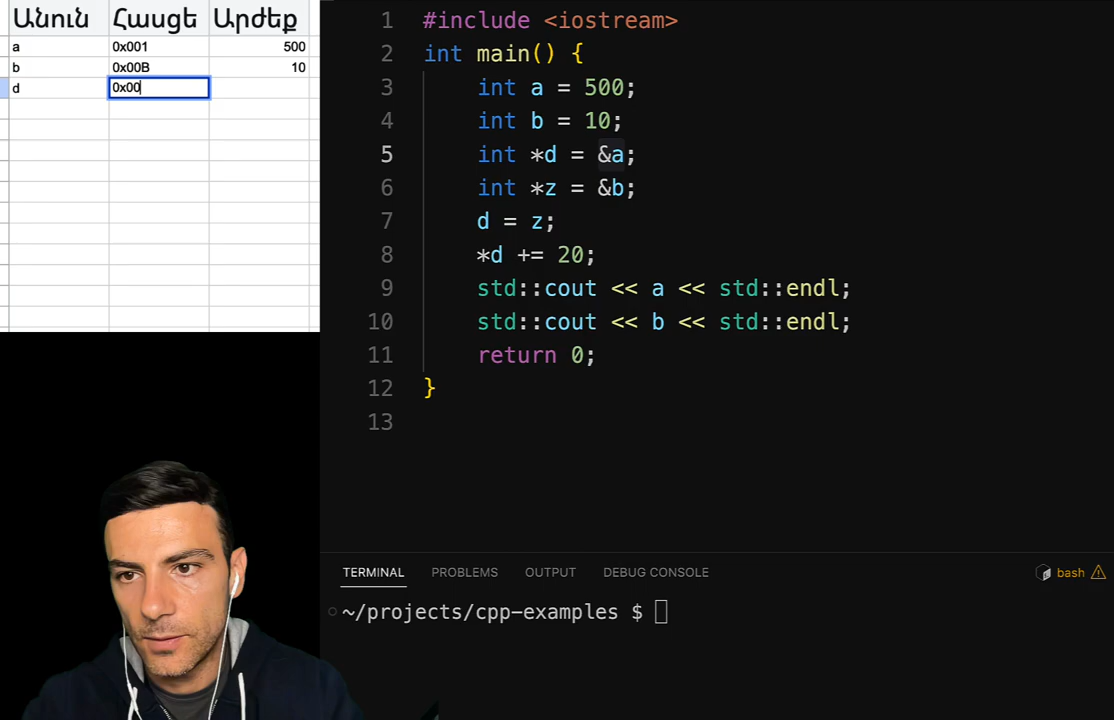 Անուն Հասցե Արժեք
a 0x001 500
b 0x00B 10
d 0x00
1 #include <iostream>
2 int main() {
3 int a = 500;
4 int b = 10;
5 int *d = &a;
6 int *z = &b;
7 d = z;
8 *d += 20;
9 std::cout << a << std::endl;
10 std::cout << b << std::endl;
11 return 0;
12 }
13
TERMINAL PROBLEMS OUTPUT DEBUG CONSOLE bash
~/projects/cpp-examples $